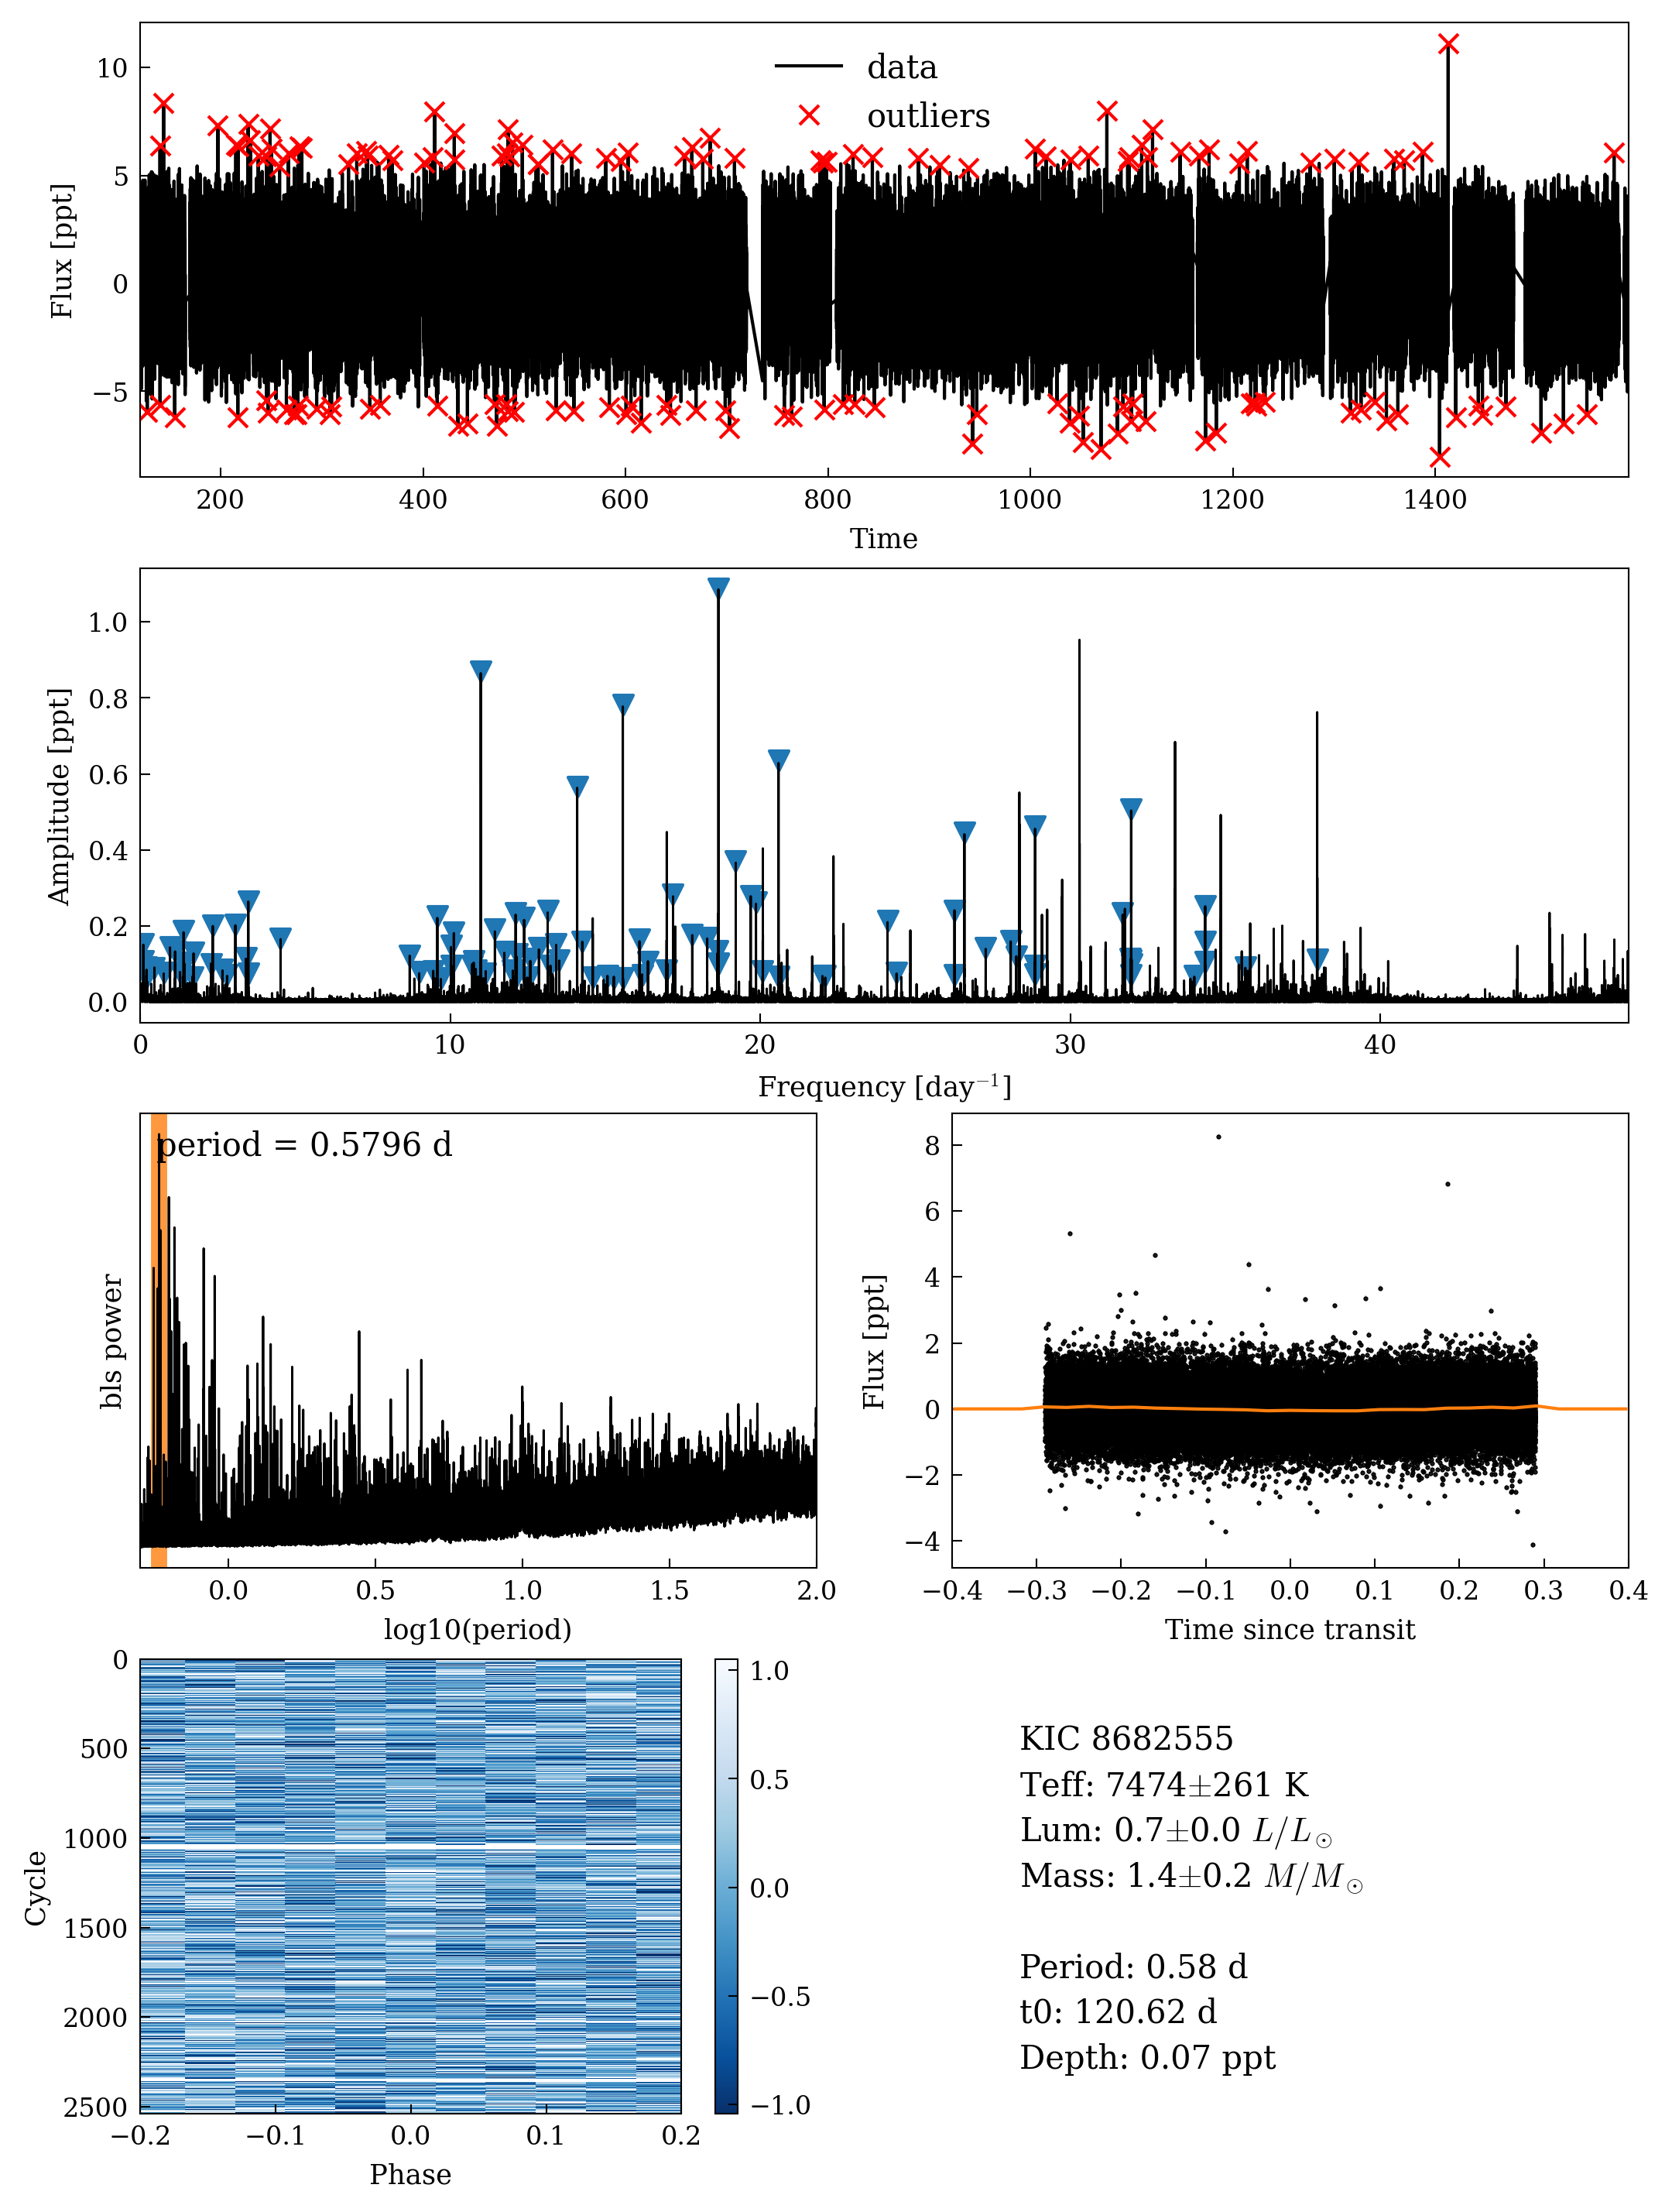 data
outliers
10
5
0
−5
Flux [ppt]
200 400 600 800 1000 1200 1400
Time
1.0
0.8
0.6
0.4
0.2
0.0
Amplitude [ppt]
0 10 20 30 40
Frequency [day⁻¹]
period = 0.5796 d
bls power
0.0 0.5 1.0 1.5 2.0
log10(period)
8
6
4
2
0
−2
−4
Flux [ppt]
−0.4 −0.3 −0.2 −0.1 0.0 0.1 0.2 0.3 0.4
Time since transit
0
500
1000
1500
2000
2500
Cycle
−0.2 −0.1 0.0 0.1 0.2
Phase
1.0
0.5
0.0
−0.5
−1.0
KIC 8682555
Teff: 7474±261 K
Lum: 0.7±0.0 L/L⊙
Mass: 1.4±0.2 M/M⊙
Period: 0.58 d
t0: 120.62 d
Depth: 0.07 ppt